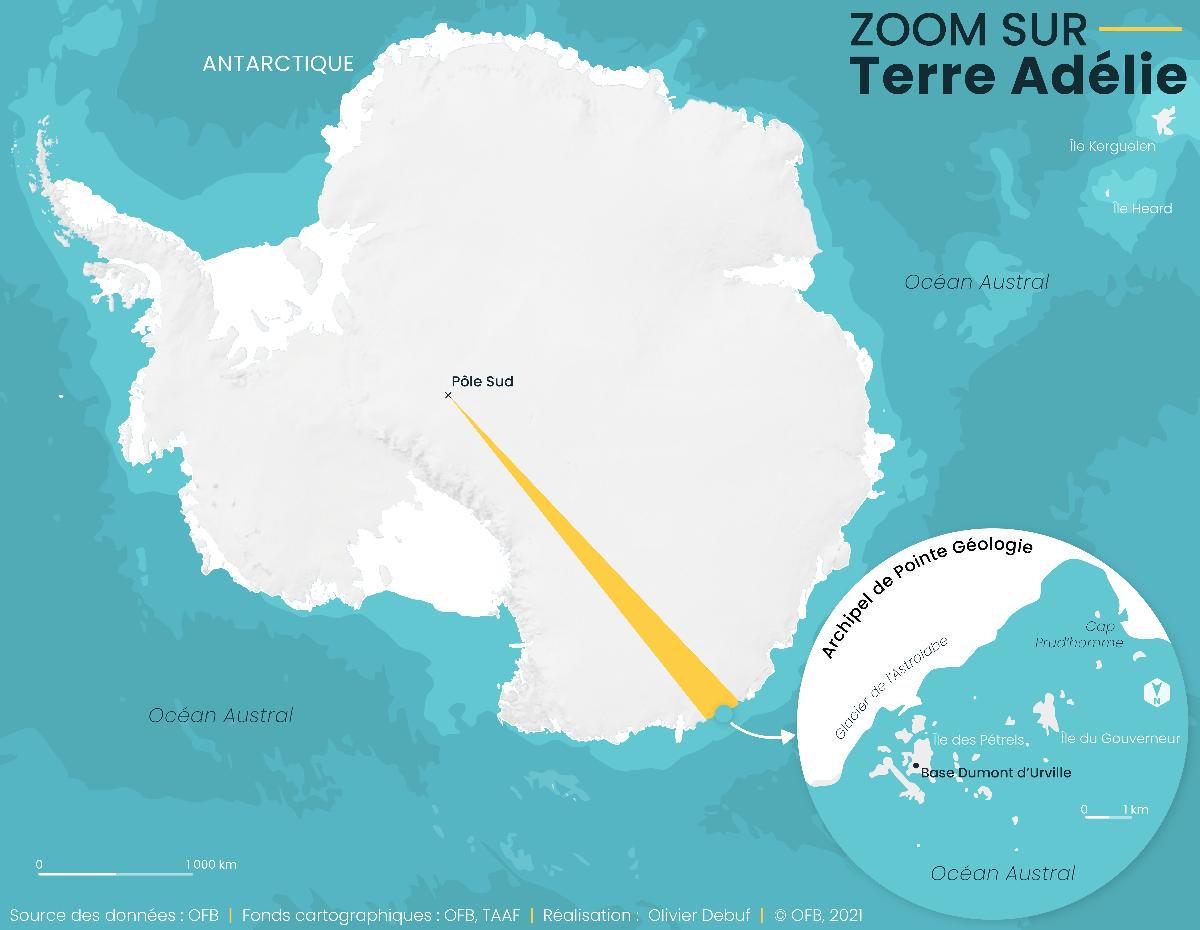 ZOOM SUR
Terre Adélie
ANTARCTIQUE
Île Kerguelen
Île Heard
Océan Austral
Pôle Sud
Archipel de Pointe Géologie
Cap
Prud'homme
Glacier de l'Astrolabe
N
Île des Pétrels
Île du Gouverneur
Base Dumont d'Urville
0 1 km
Océan Austral
Océan Austral
0 1 000 km
Source des données : OFB | Fonds cartographiques : OFB, TAAF | Réalisation : Olivier Debuf | © OFB, 2021